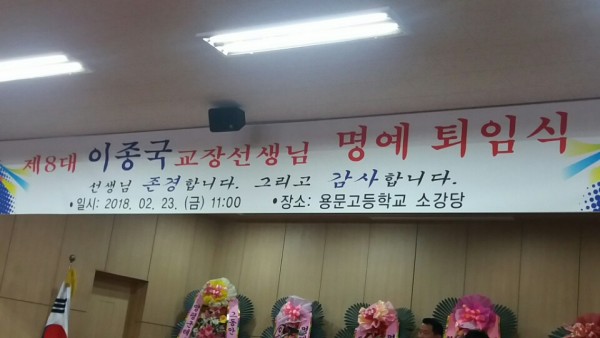 제8대 이종국교장선생님 명예 퇴임식
선생님 존경합니다. 그리고 감사합니다.
•일시: 2018. 02. 23. (금) 11:00 •장소: 용문고등학교 소강당